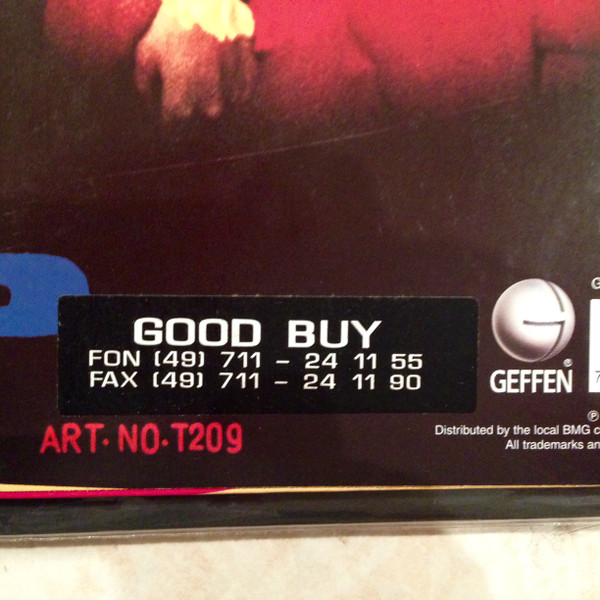 GOOD BUY
FON (49) 711 - 24 11 55
FAX (49) 711 - 24 11 90
GEFFEN®
ART. NO. T209
℗
Distributed by the local BMG
All trademarks